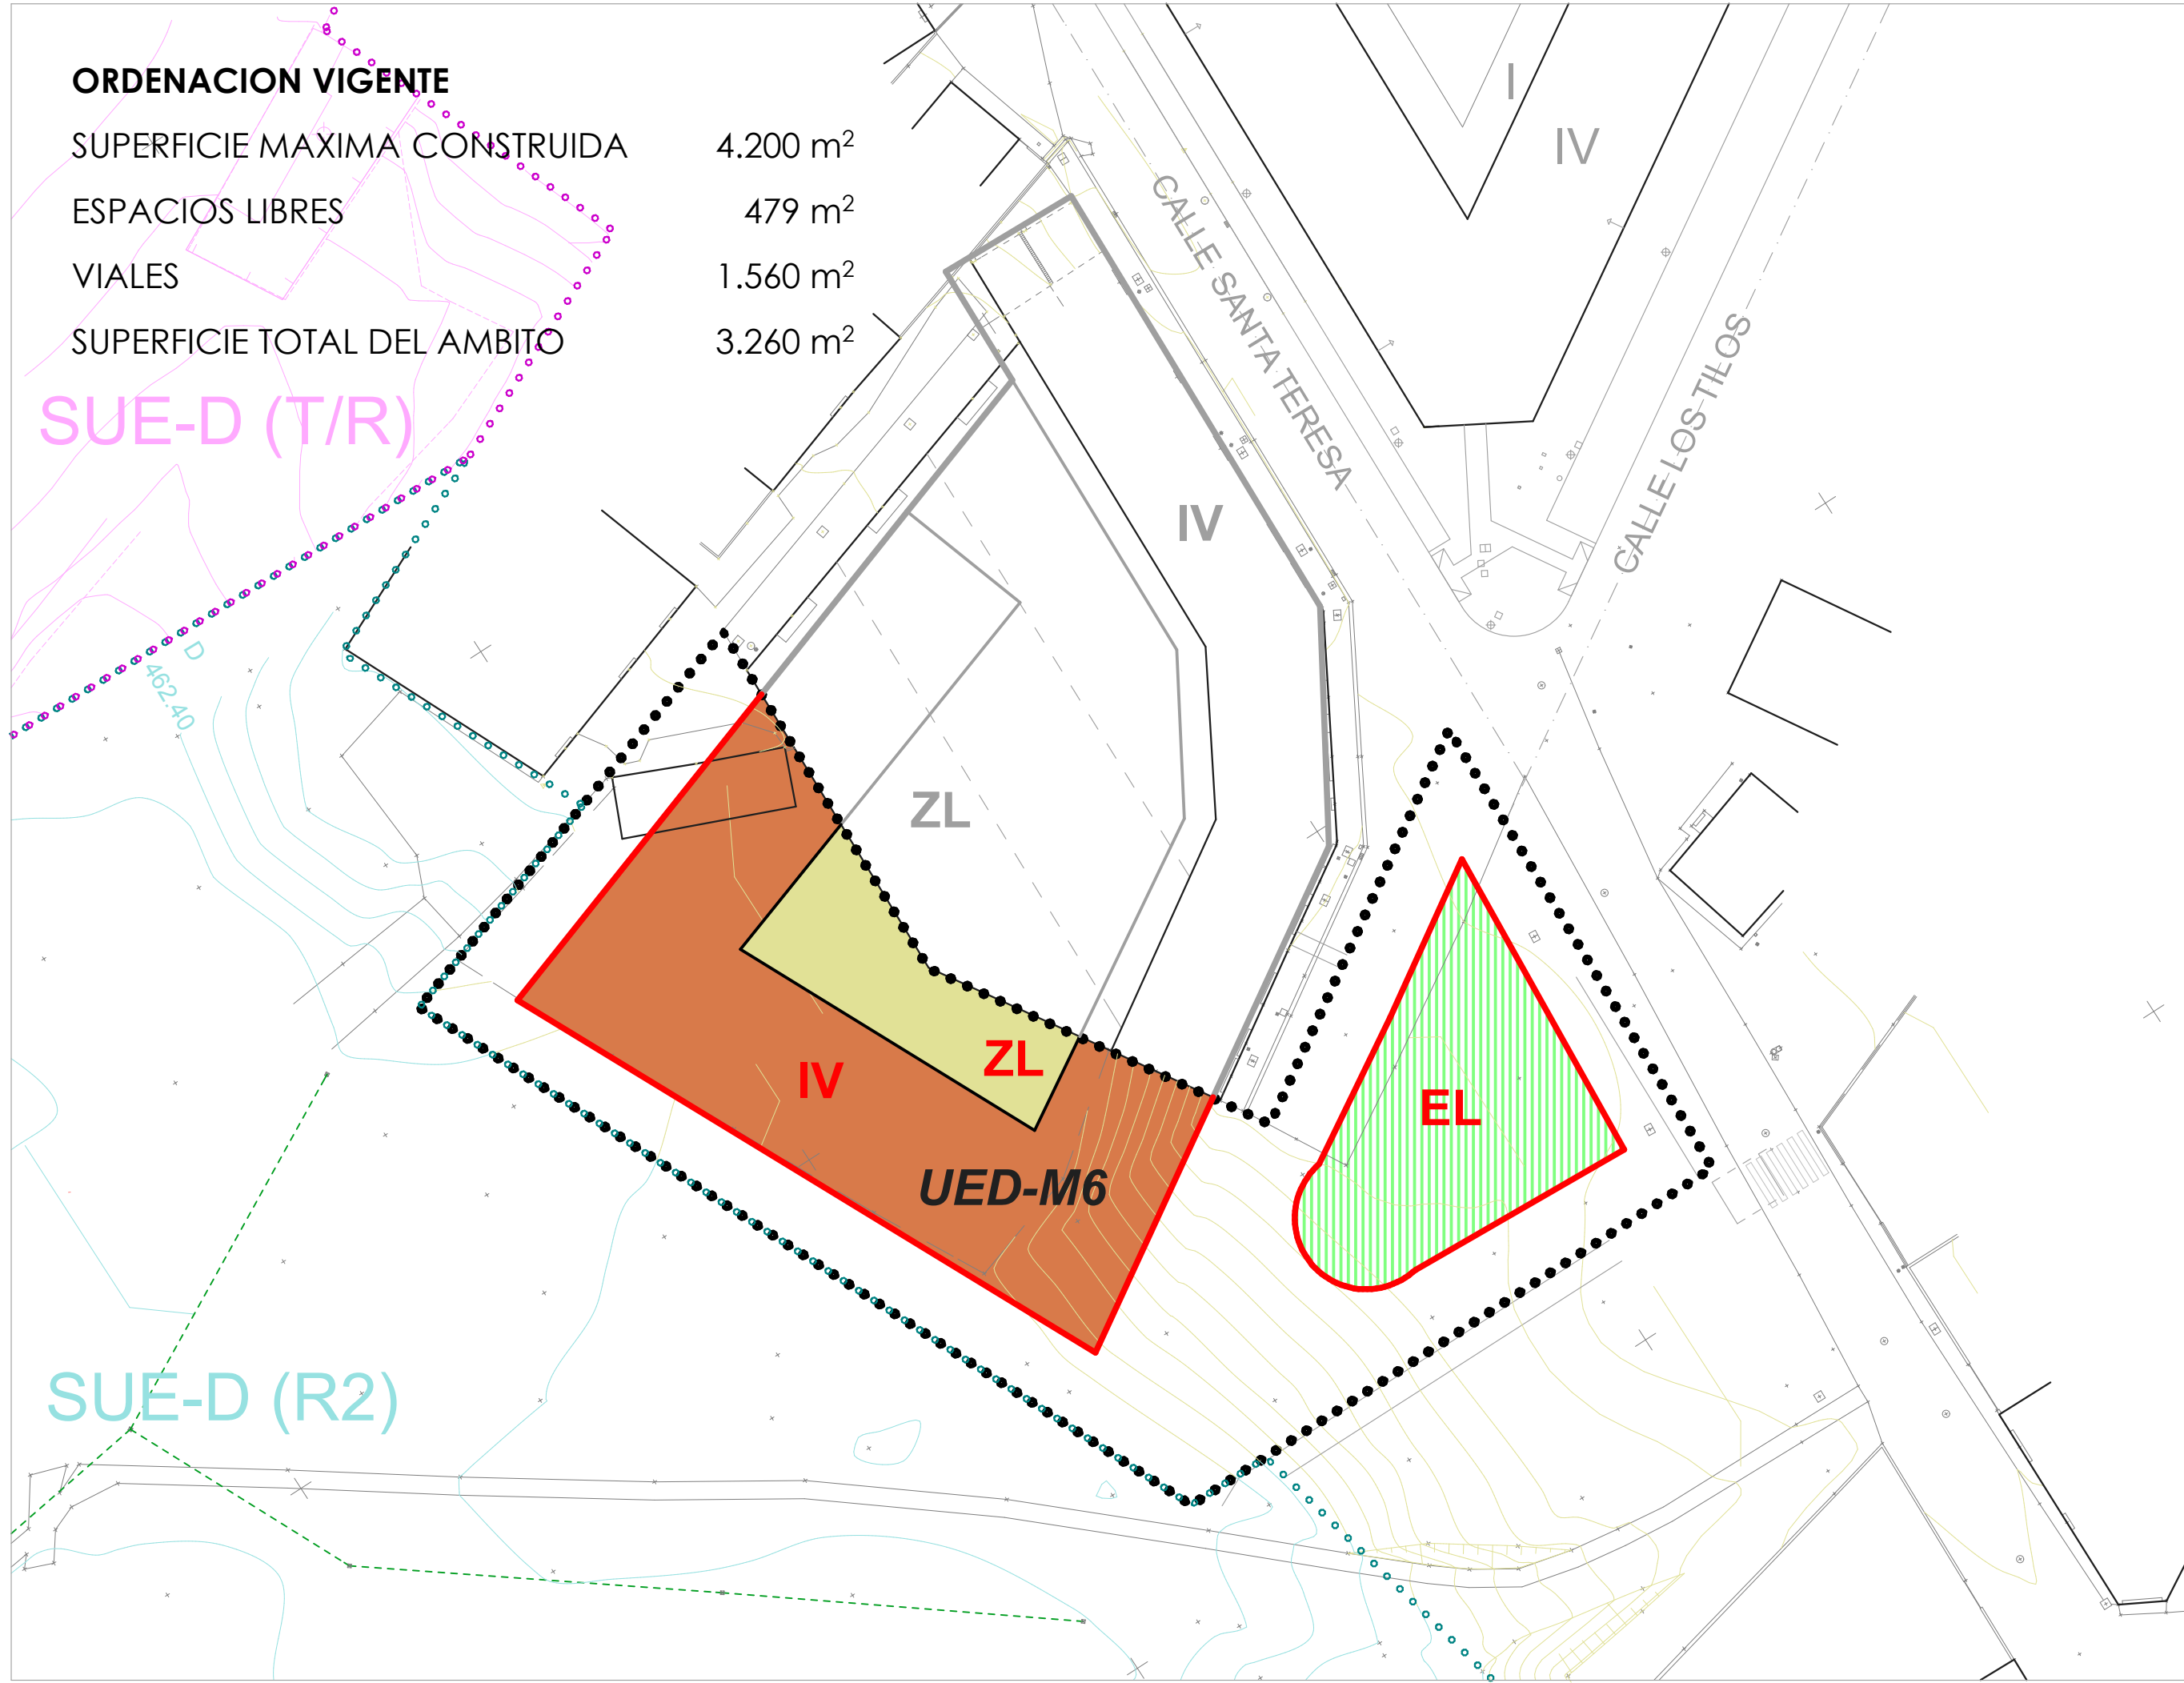 ORDENACION VIGENTE
SUPERFICIE MAXIMA CONSTRUIDA 4.200 m²
ESPACIOS LIBRES 479 m²
VIALES 1.560 m²
SUPERFICIE TOTAL DEL AMBITO 3.260 m²
SUE-D (T/R)
I
IV
CALLE SANTA TERESA
CALLE LOS TILOS
IV
D
462.40
ZL
ZL
IV
EL
UED-M6
SUE-D (R2)